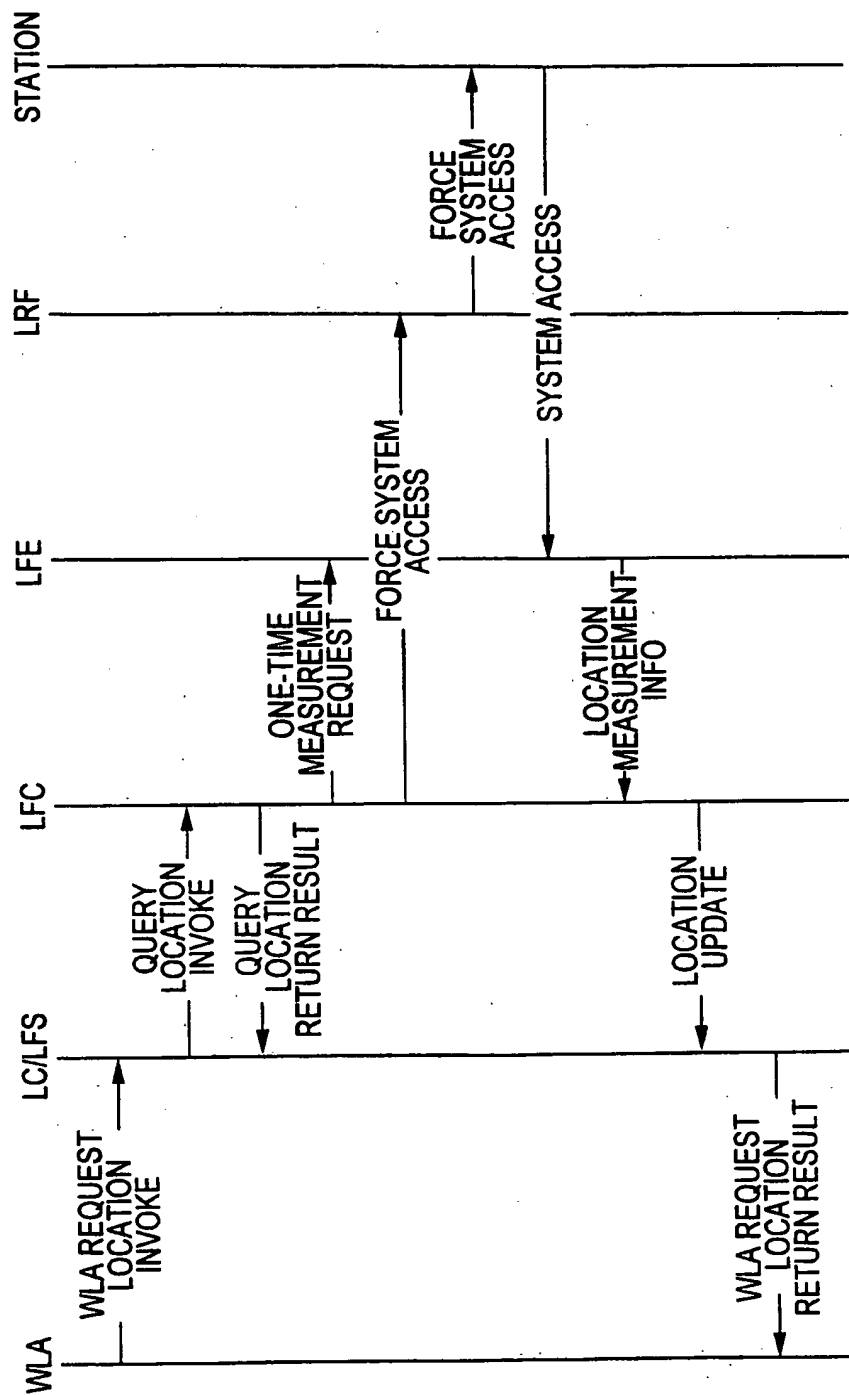 WLA
LC/LFS
LFC
LFE
LRF
STATION
WLA REQUEST
LOCATION
INVOKE
QUERY
LOCATION
INVOKE
QUERY
LOCATION
RETURN RESULT
ONE-TIME
MEASUREMENT
REQUEST
FORCE SYSTEM
ACCESS
FORCE
SYSTEM
ACCESS
SYSTEM ACCESS
LOCATION
MEASUREMENT
INFO
LOCATION
UPDATE
WLA REQUEST
LOCATION
RETURN RESULT